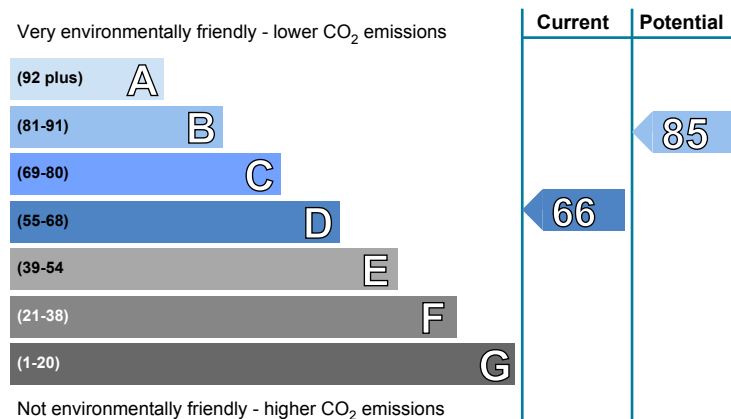 Very environmentally friendly - lower CO2 emissions
Current
Potential
(92 plus) A
(81-91) B
(69-80) C
(55-68) D
(39-54 E
(21-38) F
(1-20) G
85
66
Not environmentally friendly - higher CO2 emissions